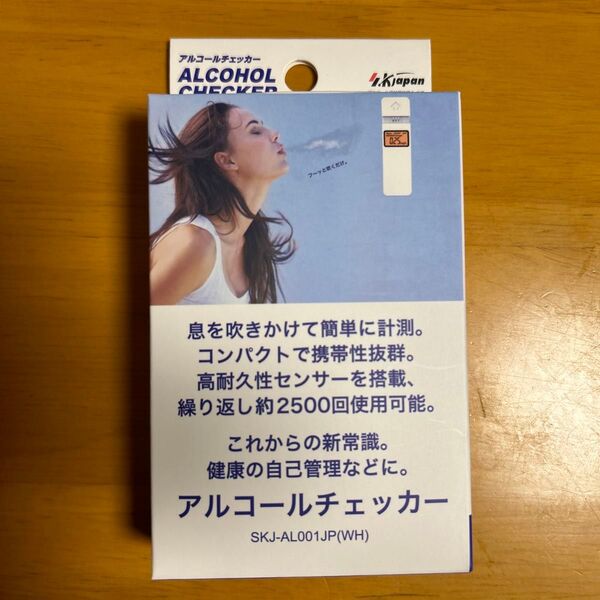 アルコールチェッカー
ALCOHOL
CHECKER
SKJapan
フーッと吹くだけ。
0.25
息を吹きかけて簡単に計測。
コンパクトで携帯性抜群。
高耐久性センサーを搭載、
繰り返し約2500回使用可能。
これからの新常識。
健康の自己管理などに。
アルコールチェッカー
SKJ-AL001JP(WH)